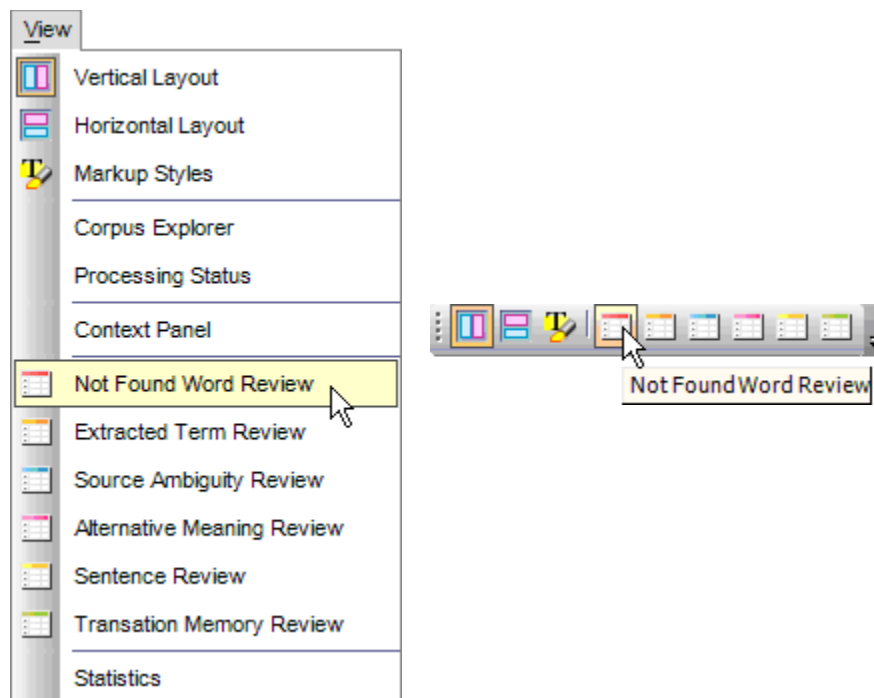 View
Vertical Layout
Horizontal Layout
T
Markup Styles
Corpus Explorer
Processing Status
Context Panel
T
Not Found Word Review
Not Found Word Review
Extracted Term Review
Source Ambiguity Review
Alternative Meaning Review
Sentence Review
Transation Memory Review
Statistics